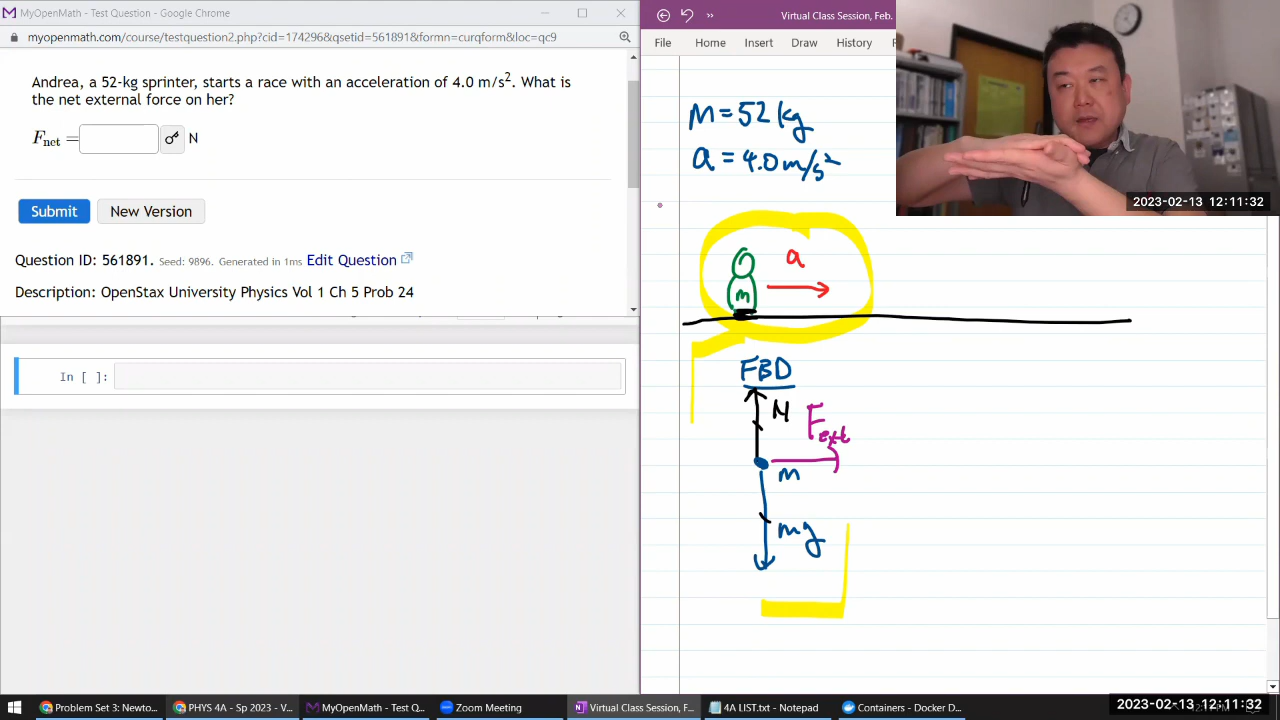 MyOpenMath - Test Question - Google Chrome
myopenmath.com/course/testquestion2.php?cid=174296&qsetid=561891&formn=curqform&loc=qc9
Andrea, a 52-kg sprinter, starts a race with an acceleration of 4.0 m/s². What is
the net external force on her?
Fnet = N
Submit New Version
Question ID: 561891. Seed: 9896. Generated in 1ms Edit Question
Description: OpenStax University Physics Vol 1 Ch 5 Prob 24
In [ ]:
Virtual Class Session, Feb.
File Home Insert Draw History
M = 52 kg
a = 4.0 m/s²
a
m
FBD
N
Fext
m
mg
2023-02-13 12:11:32
Problem Set 3: Newto... PHYS 4A - Sp 2023 - V... MyOpenMath - Test Q... Zoom Meeting Virtual Class Session, F... 4A LIST.txt - Notepad Containers - Docker D... 2023-02-13 12:11:32